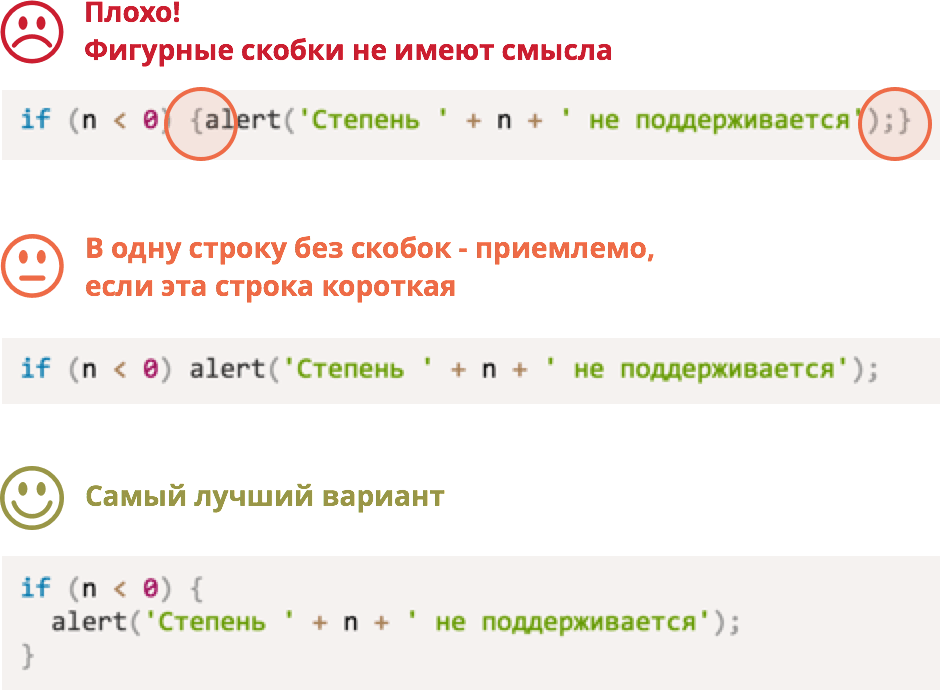 Плохо!
Фигурные скобки не имеют смысла
if (n < 0) {alert('Степень ' + n + ' не поддерживается');}
В одну строку без скобок - приемлемо,
если эта строка короткая
if (n < 0) alert('Степень ' + n + ' не поддерживается');
Самый лучший вариант
if (n < 0) {
  alert('Степень ' + n + ' не поддерживается');
}